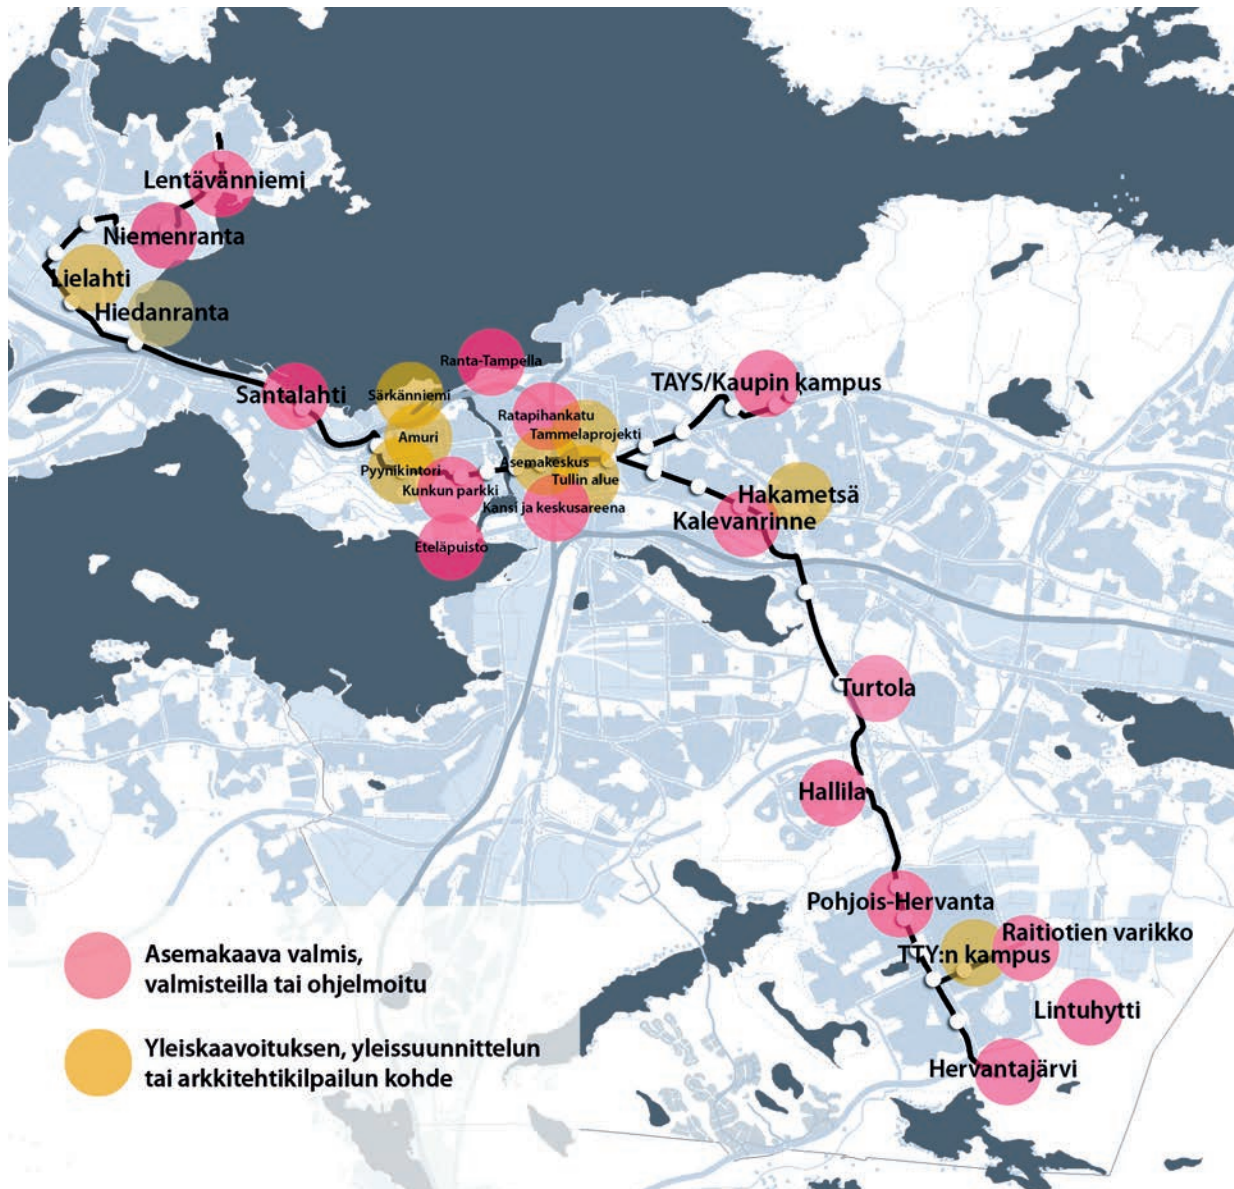 Lentävänniemi
Niemenranta
Lielahti
Hiedanranta
Santalahti
Ranta-Tampella
Särkänniemi
Ratapihankatu
TAYS/Kaupin kampus
Amuri
Tammelaprojekti
Pyynikintori
Asemakeskus
Kunkun parkki
Tullin alue
Kansi ja keskusareena
Hakametsä
Kalevanrinne
Eteläpuisto
Turtola
Hallila
Pohjois-Hervanta
Raitiotien varikko
TTY:n kampus
Lintuhytti
Hervantajärvi
Asemakaava valmis,
valmisteilla tai ohjelmoitu
Yleiskaavoituksen, yleissuunnittelun
tai arkkitehtikilpailun kohde